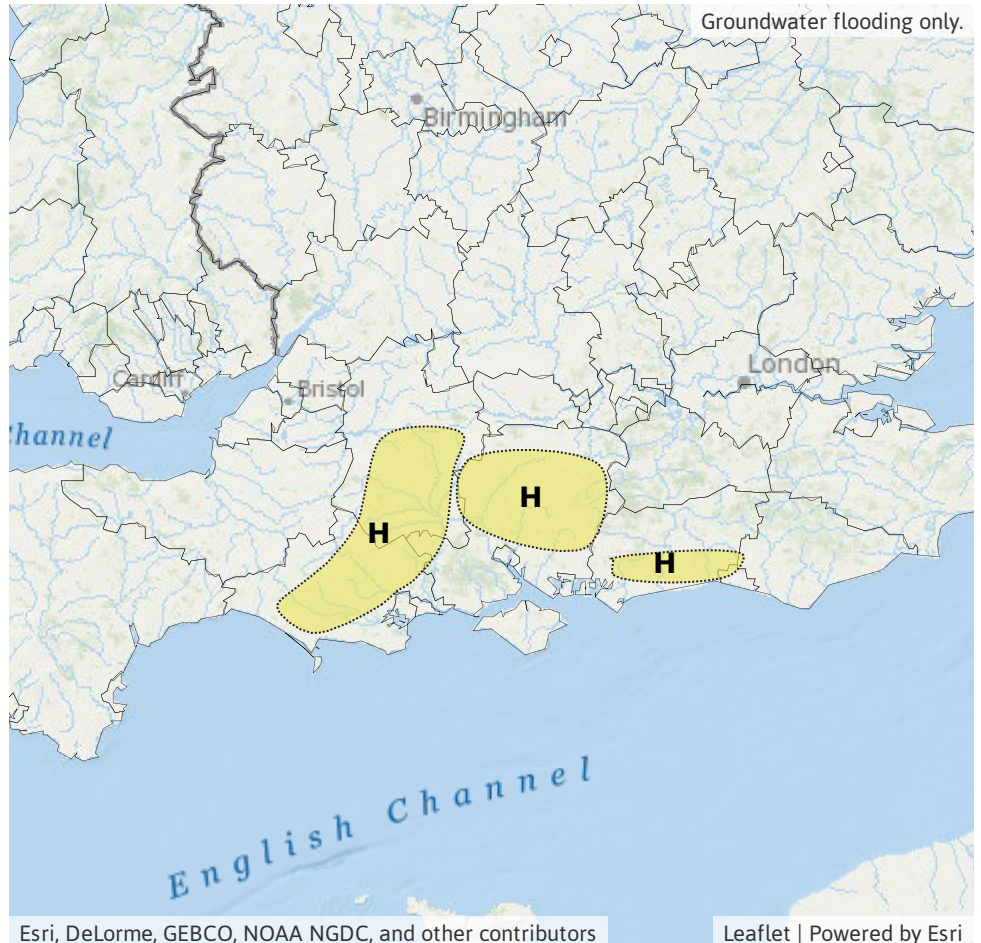 Groundwater flooding only.
Birmingham
London
Cardiff
Bristol
Channel
H
H
H
English Channel
Esri, DeLorme, GEBCO, NOAA NGDC, and other contributors
Leaflet | Powered by Esri